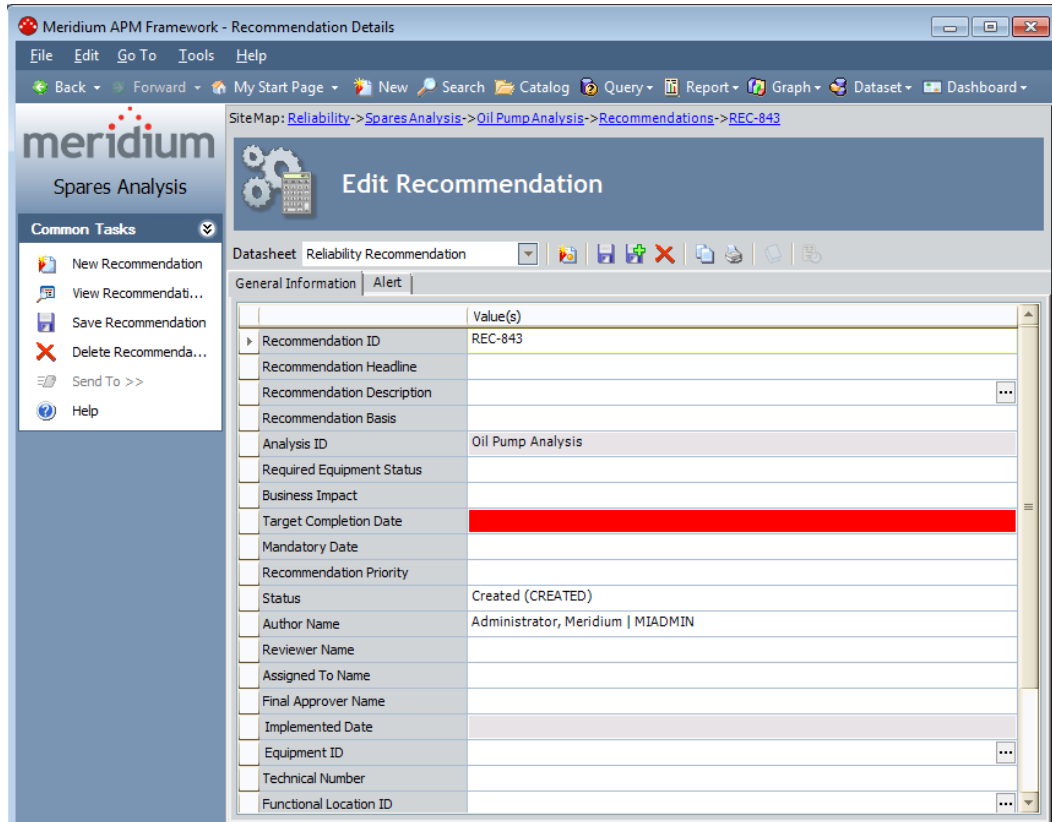 Meridium APM Framework - Recommendation Details
File Edit Go To Tools Help
Back Forward My Start Page New Search Catalog Query Report Graph Dataset Dashboard
SiteMap: Reliability->Spares Analysis->Oil Pump Analysis->Recommendations->REC-843
meridium
Spares Analysis
Edit Recommendation
Common Tasks
New Recommendation
View Recommendati...
Save Recommendation
Delete Recommenda...
Send To >>
Help
Datasheet Reliability Recommendation
General Information Alert
Value(s)
Recommendation ID REC-843
Recommendation Headline
Recommendation Description ...
Recommendation Basis
Analysis ID Oil Pump Analysis
Required Equipment Status
Business Impact
Target Completion Date
Mandatory Date
Recommendation Priority
Status Created (CREATED)
Author Name Administrator, Meridium | MIADMIN
Reviewer Name
Assigned To Name
Final Approver Name
Implemented Date
Equipment ID ...
Technical Number
Functional Location ID ...